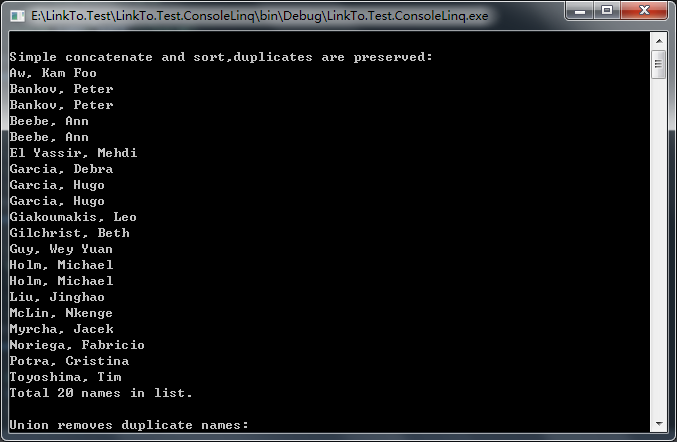 E:\LinkTo.Test\LinkTo.Test.ConsoleLinq\bin\Debug\LinkTo.Test.ConsoleLinq.exe
Simple concatenate and sort,duplicates are preserved:
Aw, Kam Foo
Bankov, Peter
Bankov, Peter
Beebe, Ann
Beebe, Ann
El Yassir, Mehdi
Garcia, Debra
Garcia, Hugo
Garcia, Hugo
Giakoumakis, Leo
Gilchrist, Beth
Guy, Wey Yuan
Holm, Michael
Holm, Michael
Liu, Jinghao
McLin, Nkenge
Myrcha, Jacek
Noriega, Fabricio
Potra, Cristina
Toyoshima, Tim
Total 20 names in list.
Union removes duplicate names: